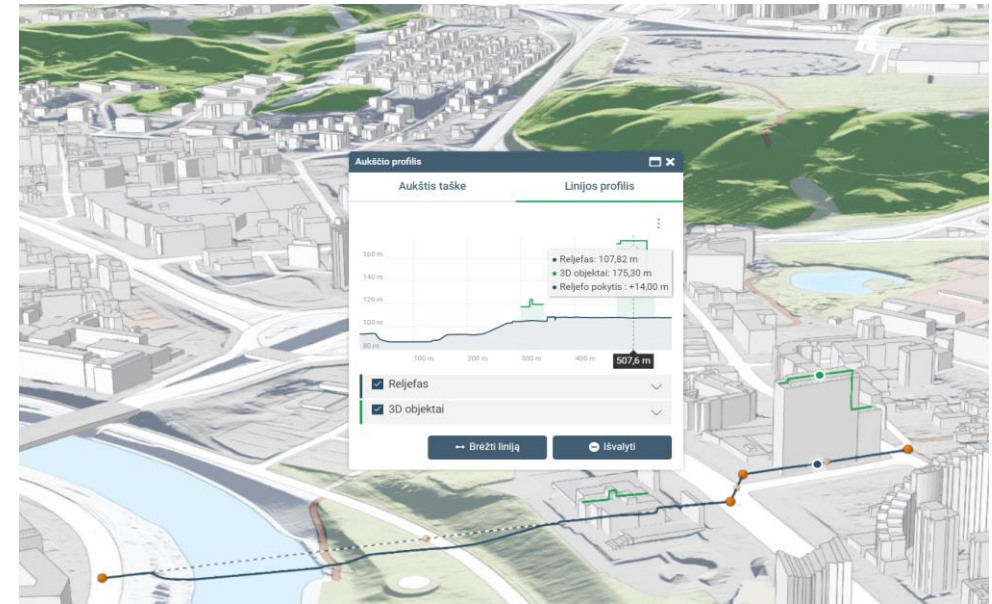 Aukščio profilis
Aukštis taške
Linijos profilis
160 m
140 m
120 m
100 m
80 m
Reljefas: 107,82 m
3D objektai: 175,30 m
Reljefo pokytis : +14,00 m
100 m
200 m
300 m
400 m
507,6 m
Reljefas
3D objektai
Brėžti liniją
Išvalyti